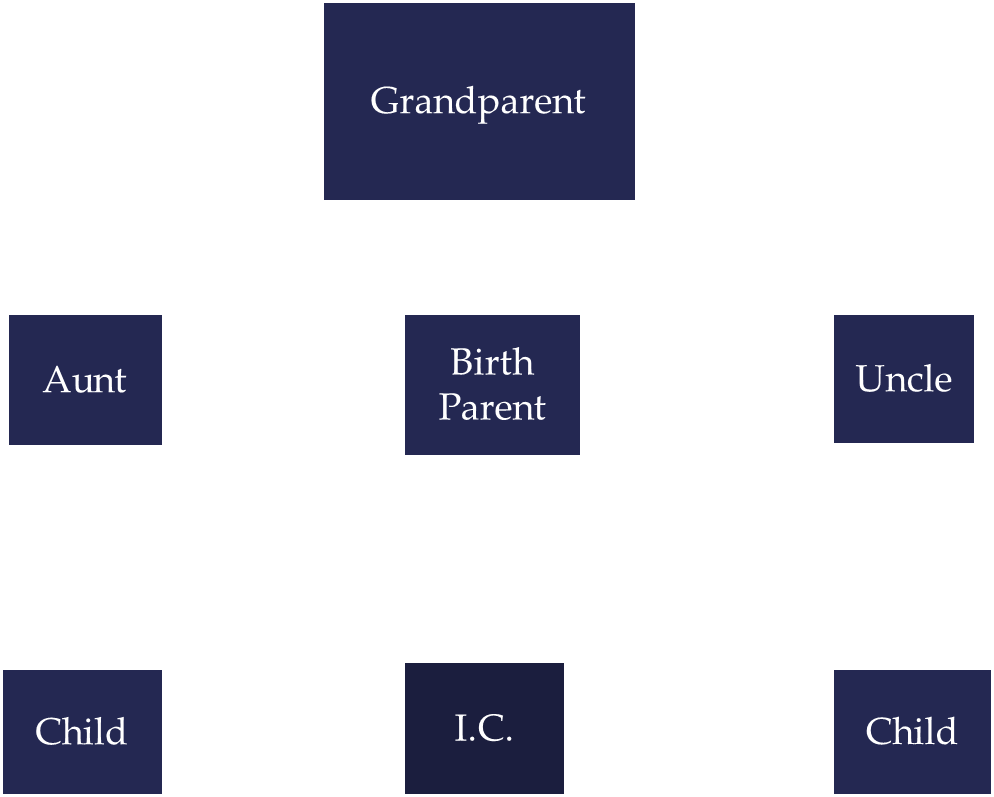 Grandparent
Aunt
Birth
Parent
Uncle
Child
I.C.
Child